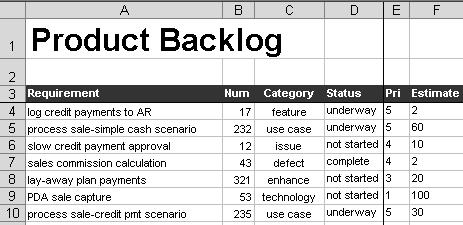 A B C D E F
1 Product Backlog
2
3 Requirement Num Category Status Pri Estimate
4 log credit payments to AR 17 feature underway 5 2
5 process sale-simple cash scenario 232 use case underway 5 60
6 slow credit payment approval 12 issue not started 4 10
7 sales commission calculation 43 defect complete 4 2
8 lay-away plan payments 321 enhance not started 3 20
9 PDA sale capture 53 technology not started 1 100
10 process sale-credit pmt scenario 235 use case underway 5 30